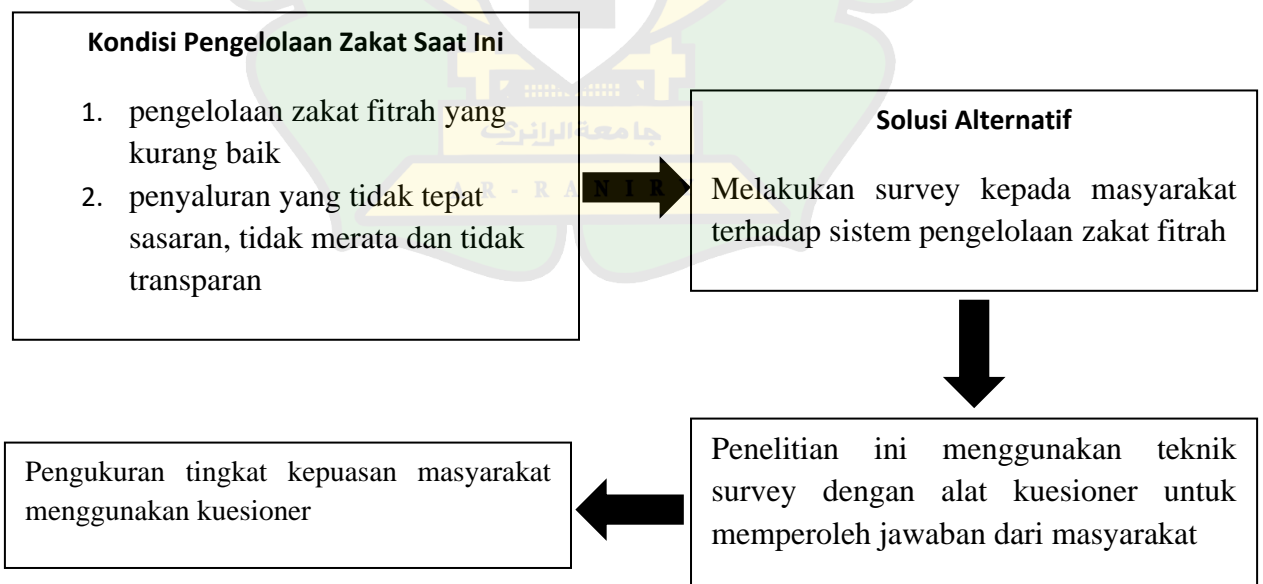 Kondisi Pengelolaan Zakat Saat Ini
1. pengelolaan zakat fitrah yang
kurang baik
2. penyaluran yang tidak tepat
sasaran, tidak merata dan tidak
transparan
جامعة الرانري
A R - R A N I R
Solusi Alternatif
Melakukan survey kepada masyarakat
terhadap sistem pengelolaan zakat fitrah
Penelitian ini menggunakan teknik
survey dengan alat kuesioner untuk
memperoleh jawaban dari masyarakat
Pengukuran tingkat kepuasan masyarakat
menggunakan kuesioner